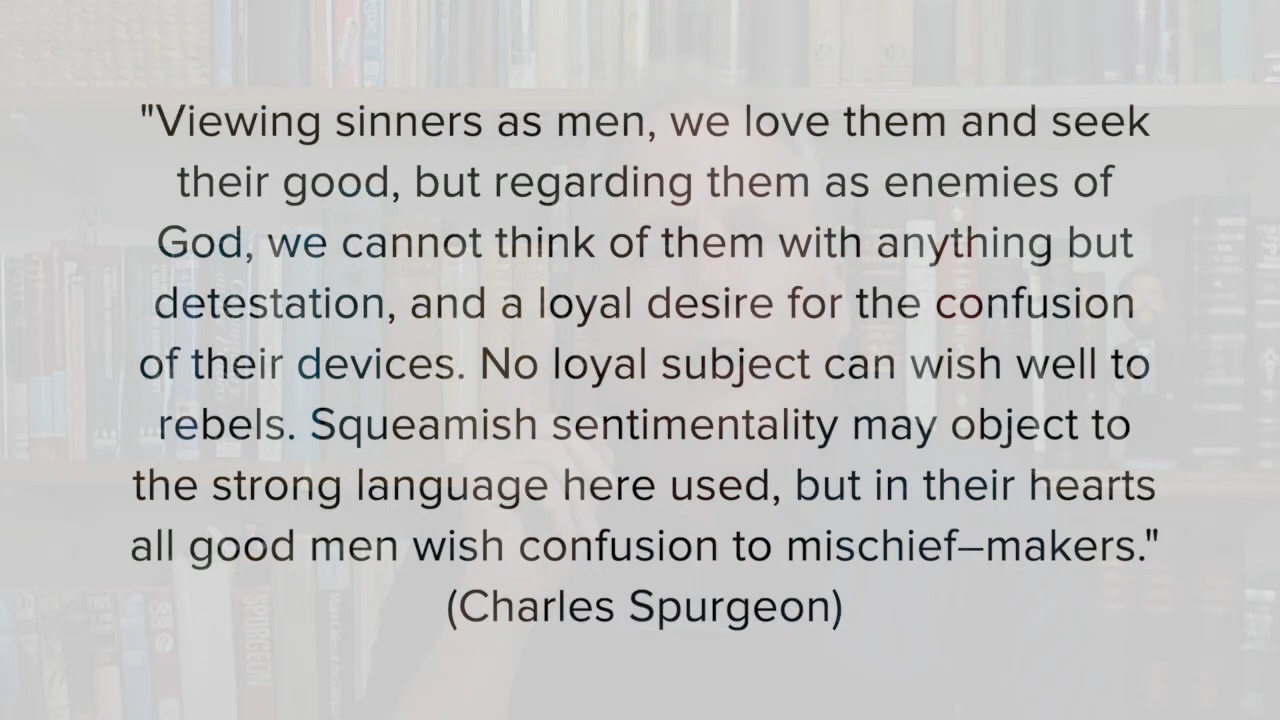 "Viewing sinners as men, we love them and seek
their good, but regarding them as enemies of
God, we cannot think of them with anything but
detestation, and a loyal desire for the confusion
of their devices. No loyal subject can wish well to
rebels. Squeamish sentimentality may object to
the strong language here used, but in their hearts
all good men wish confusion to mischief–makers."
(Charles Spurgeon)
SPURGEON